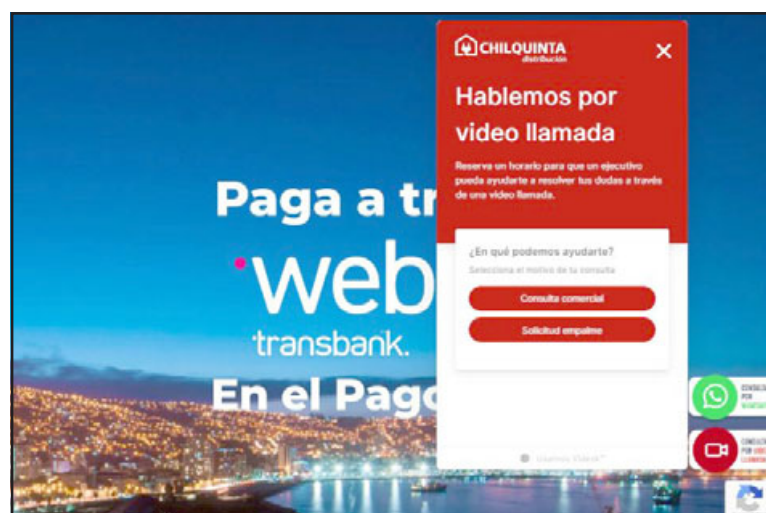 CHILQUINTA
distribución
Hablemos por
video llamada
Reserva un horario para que un ejecutivo
pueda ayudarte a resolver tus dudas a través
de una video llamada.
¿En qué podemos ayudarte?
Selecciona el motivo de tu consulta
Consulta comercial
Solicitud empalme
Paga a tr
web
transbank.
En el Pago
POR
POR